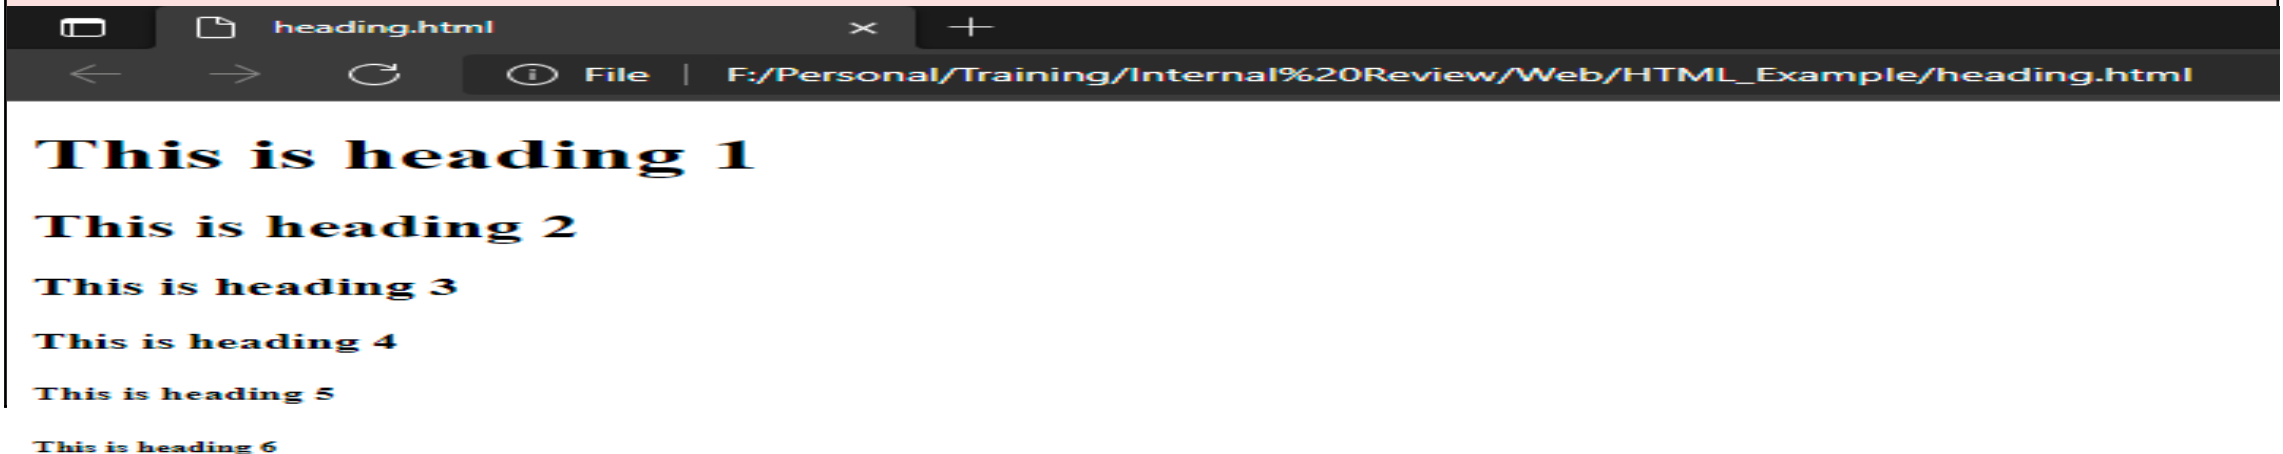 heading.html
File | F:/Personal/Training/Internal%20Review/Web/HTML_Example/heading.html
This is heading 1
This is heading 2
This is heading 3
This is heading 4
This is heading 5
This is heading 6